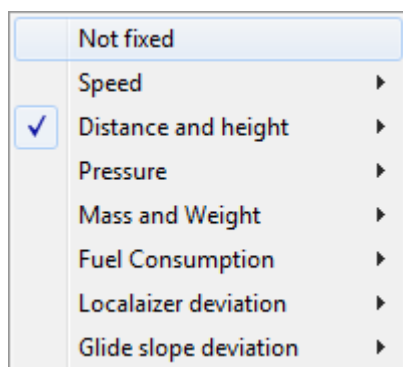 Not fixed
Speed
Distance and height
Pressure
Mass and Weight
Fuel Consumption
Localaizer deviation
Glide slope deviation